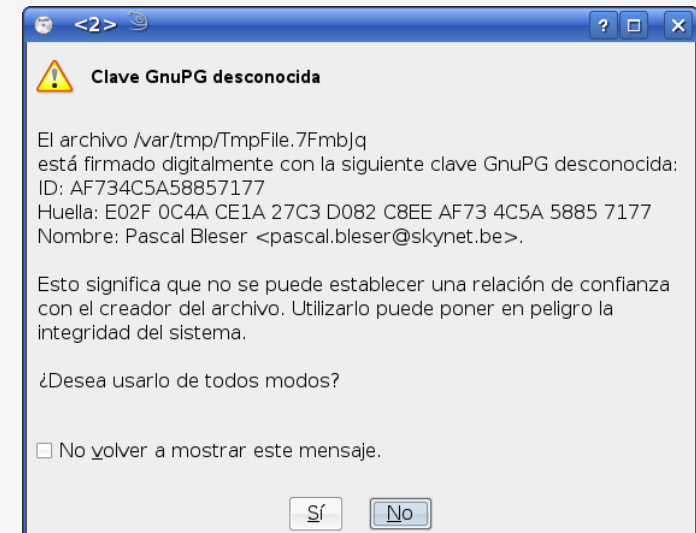 <2>
Clave GnuPG desconocida
El archivo /var/tmp/TmpFile.7FmbJq
está firmado digitalmente con la siguiente clave GnuPG desconocida:
ID: AF734C5A58857177
Huella: E02F 0C4A CE1A 27C3 D082 C8EE AF73 4C5A 5885 7177
Nombre: Pascal Bleser <pascal.bleser@skynet.be>.
Esto significa que no se puede establecer una relación de confianza
con el creador del archivo. Utilizarlo puede poner en peligro la
integridad del sistema.
¿Desea usarlo de todos modos?
No volver a mostrar este mensaje.
Sí No